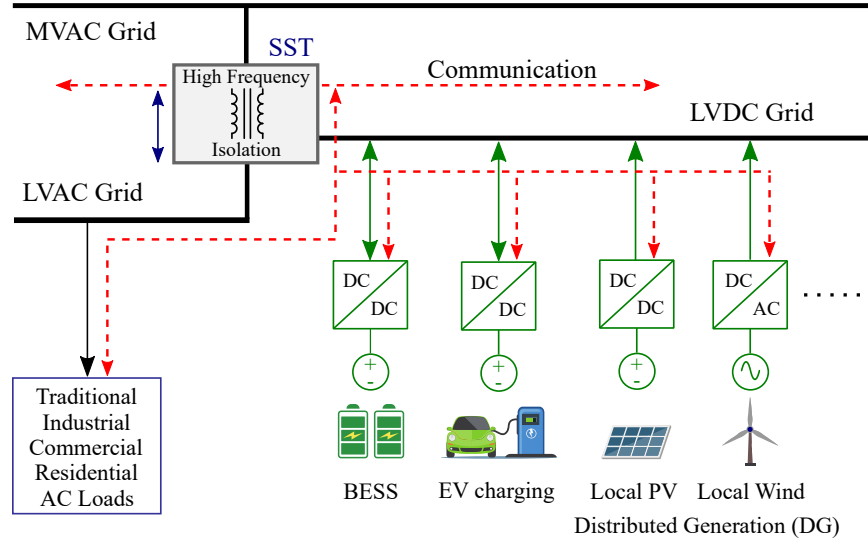 MVAC Grid
SST
High Frequency
Isolation
Communication
LVDC Grid
LVAC Grid
DC
DC
DC
DC
DC
DC
DC
AC
+
-
+
-
+
-
Traditional
Industrial
Commercial
Residential
AC Loads
BESS
EV charging
Local PV
Local Wind
Distributed Generation (DG)